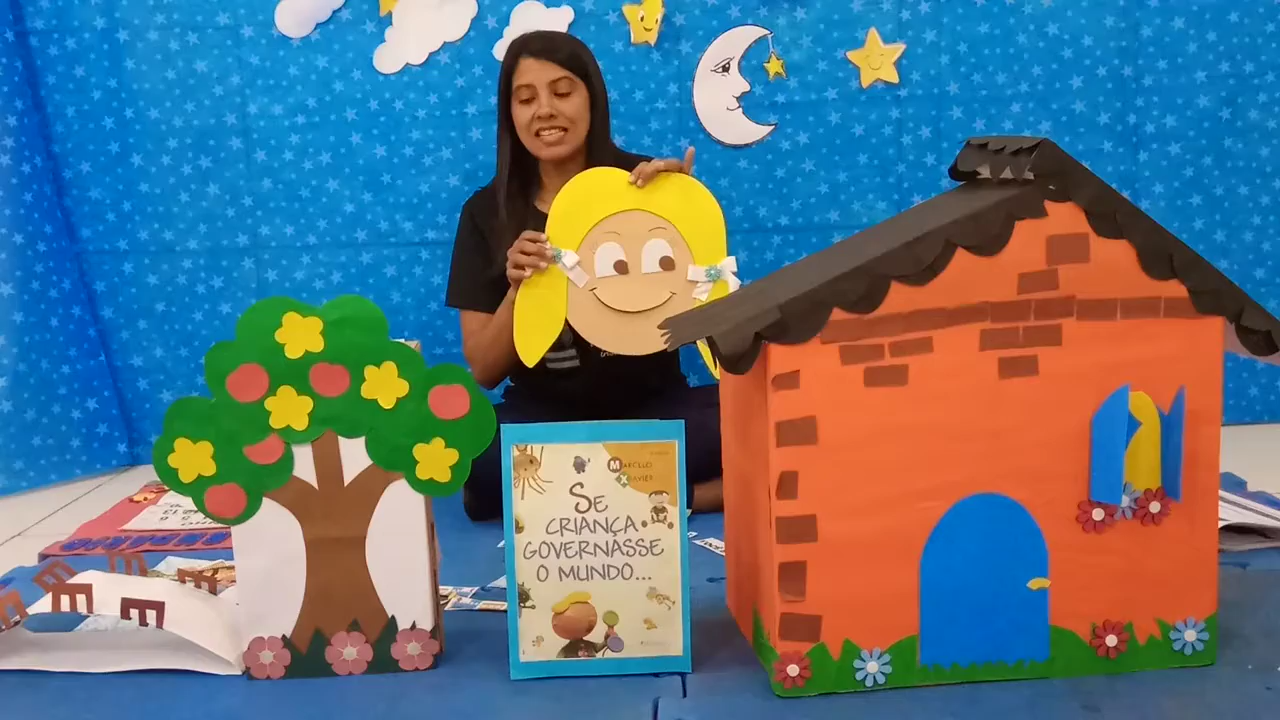 MARCELO
XAVIER
SE
CRIANÇA
GOVERNASSE
O MUNDO...
E
E
E
E